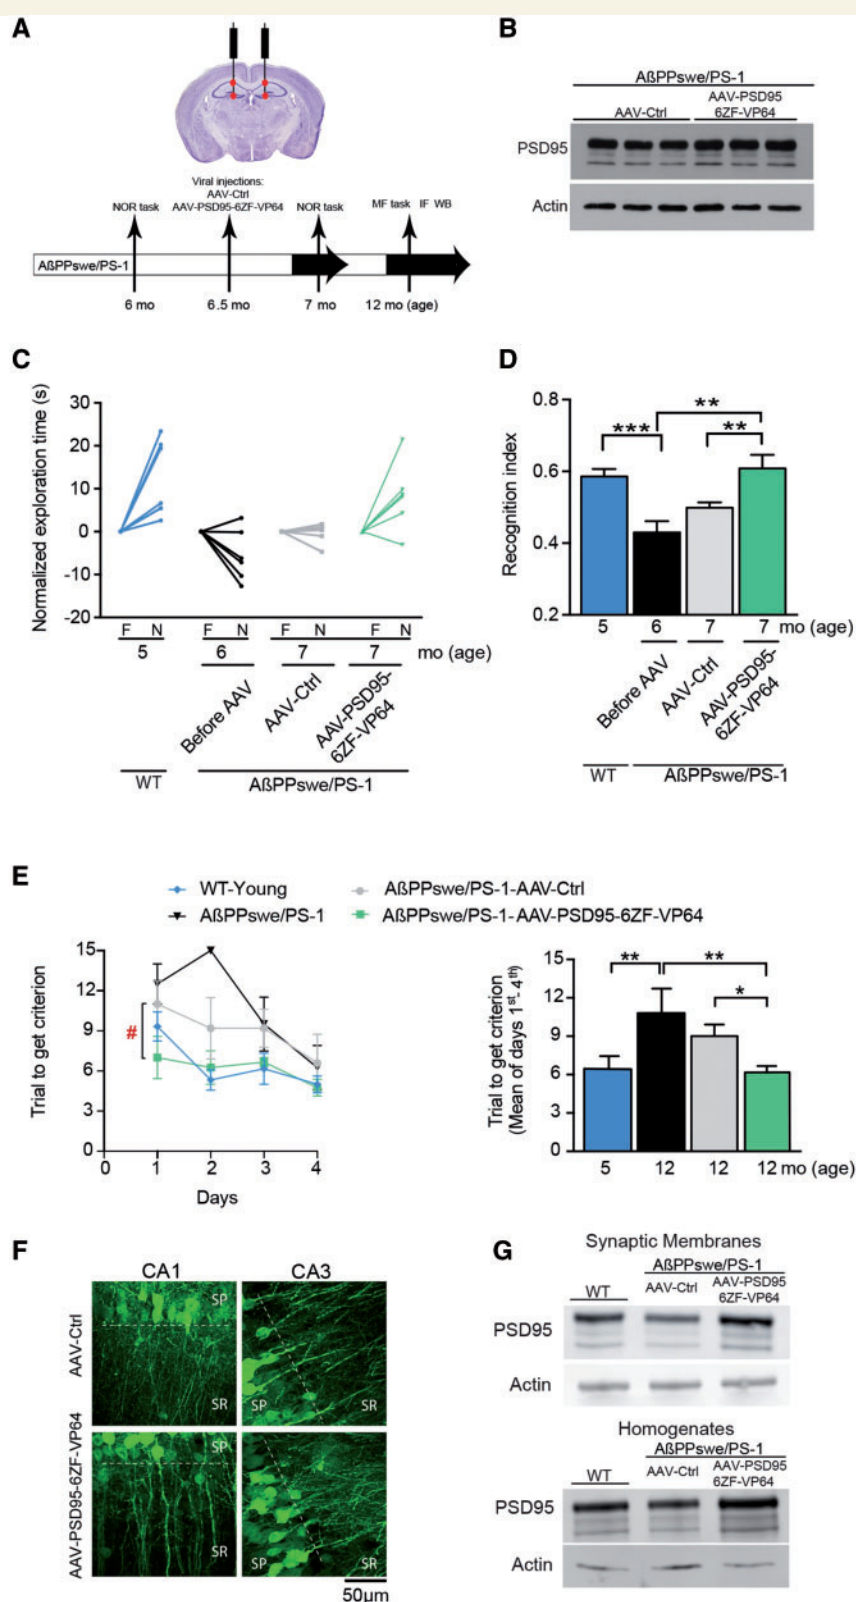 A
Viral injections:
AAV-Ctrl
NOR task AAV-PSD95-6ZF-VP64 NOR task MF task IF WB
AßPPswe/PS-1
6 mo 6.5 mo 7 mo 12 mo (age)
B
AßPPswe/PS-1
AAV-PSD95
AAV-Ctrl 6ZF-VP64
PSD95
Actin
C
Normalized exploration time (s)
30
20
10
0
-10
-20
F N F N F N F N
5 6 7 7 mo (age)
Before AAV
AAV-Ctrl
AAV-PSD95-
6ZF-VP64
WT AßPPswe/PS-1
D
Recognition index
0.8
0.6
0.4
0.2
*** ** **
5 6 7 7 mo (age)
Before AAV
AAV-Ctrl
AAV-PSD95-
6ZF-VP64
WT AßPPswe/PS-1
E
WT-Young AßPPswe/PS-1-AAV-Ctrl
AßPPswe/PS-1 AßPPswe/PS-1-AAV-PSD95-6ZF-VP64
Trial to get criterion
15
12
9
6
3
0
#
0 1 2 3 4
Days
Trial to get criterion
(Mean of days 1st-4th)
15
12
9
6
3
0
** ** *
5 12 12 12 mo (age)
F
CA1 CA3
AAV-Ctrl
SP
SR
SP SR
AAV-PSD95-6ZF-VP64
SP
SR
SP SR
50µm
G
Synaptic Membranes
AßPPswe/PS-1
WT AAV-Ctrl AAV-PSD95
6ZF-VP64
PSD95
Actin
Homogenates
AßPPswe/PS-1
WT AAV-Ctrl AAV-PSD95
6ZF-VP64
PSD95
Actin